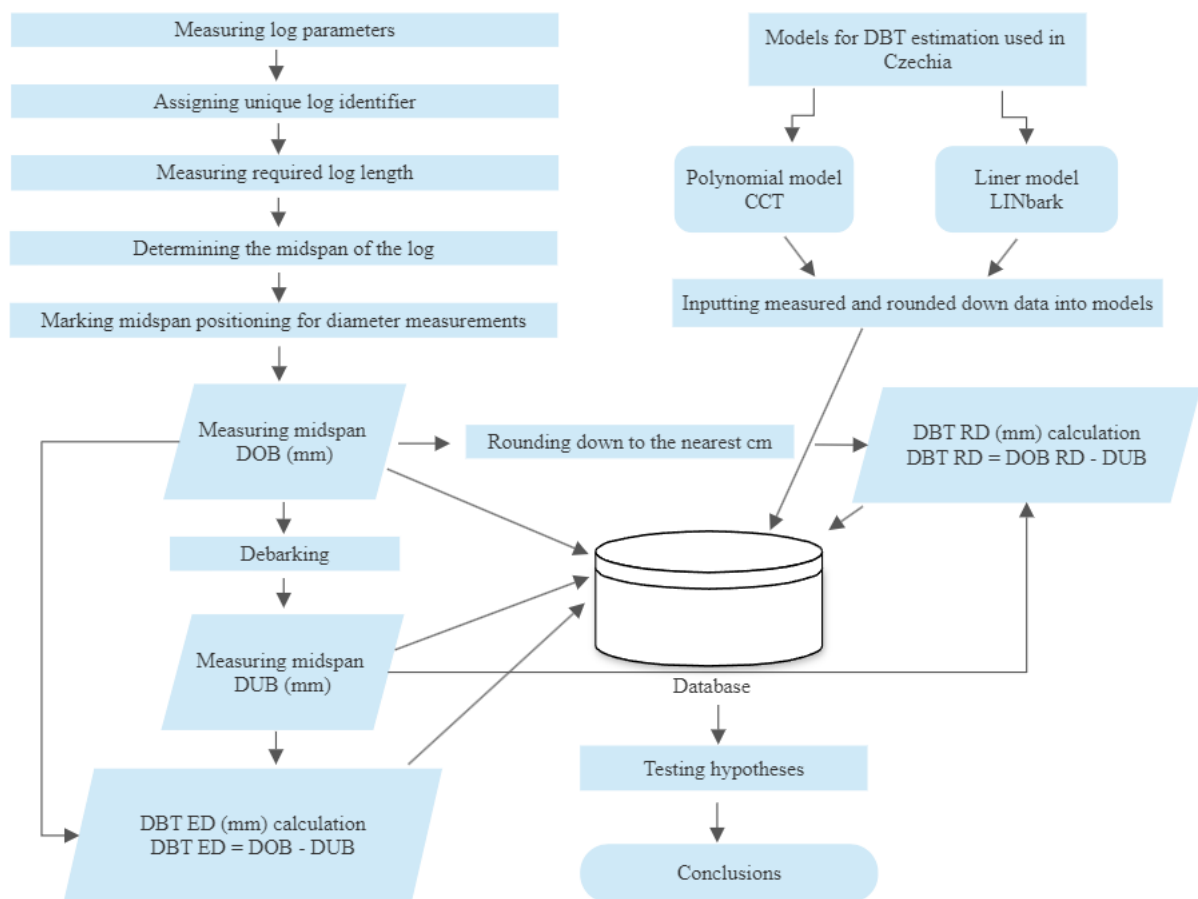 Measuring log parameters
Assigning unique log identifier
Measuring required log length
Determining the midspan of the log
Marking midspan positioning for diameter measurements
Measuring midspan
DOB (mm)
Rounding down to the nearest cm
Debarking
Measuring midspan
DUB (mm)
DBT ED (mm) calculation
DBT ED = DOB - DUB
Models for DBT estimation used in
Czechia
Polynomial model
CCT
Liner model
LINbark
Inputting measured and rounded down data into models
DBT RD (mm) calculation
DBT RD = DOB RD - DUB
Database
Testing hypotheses
Conclusions